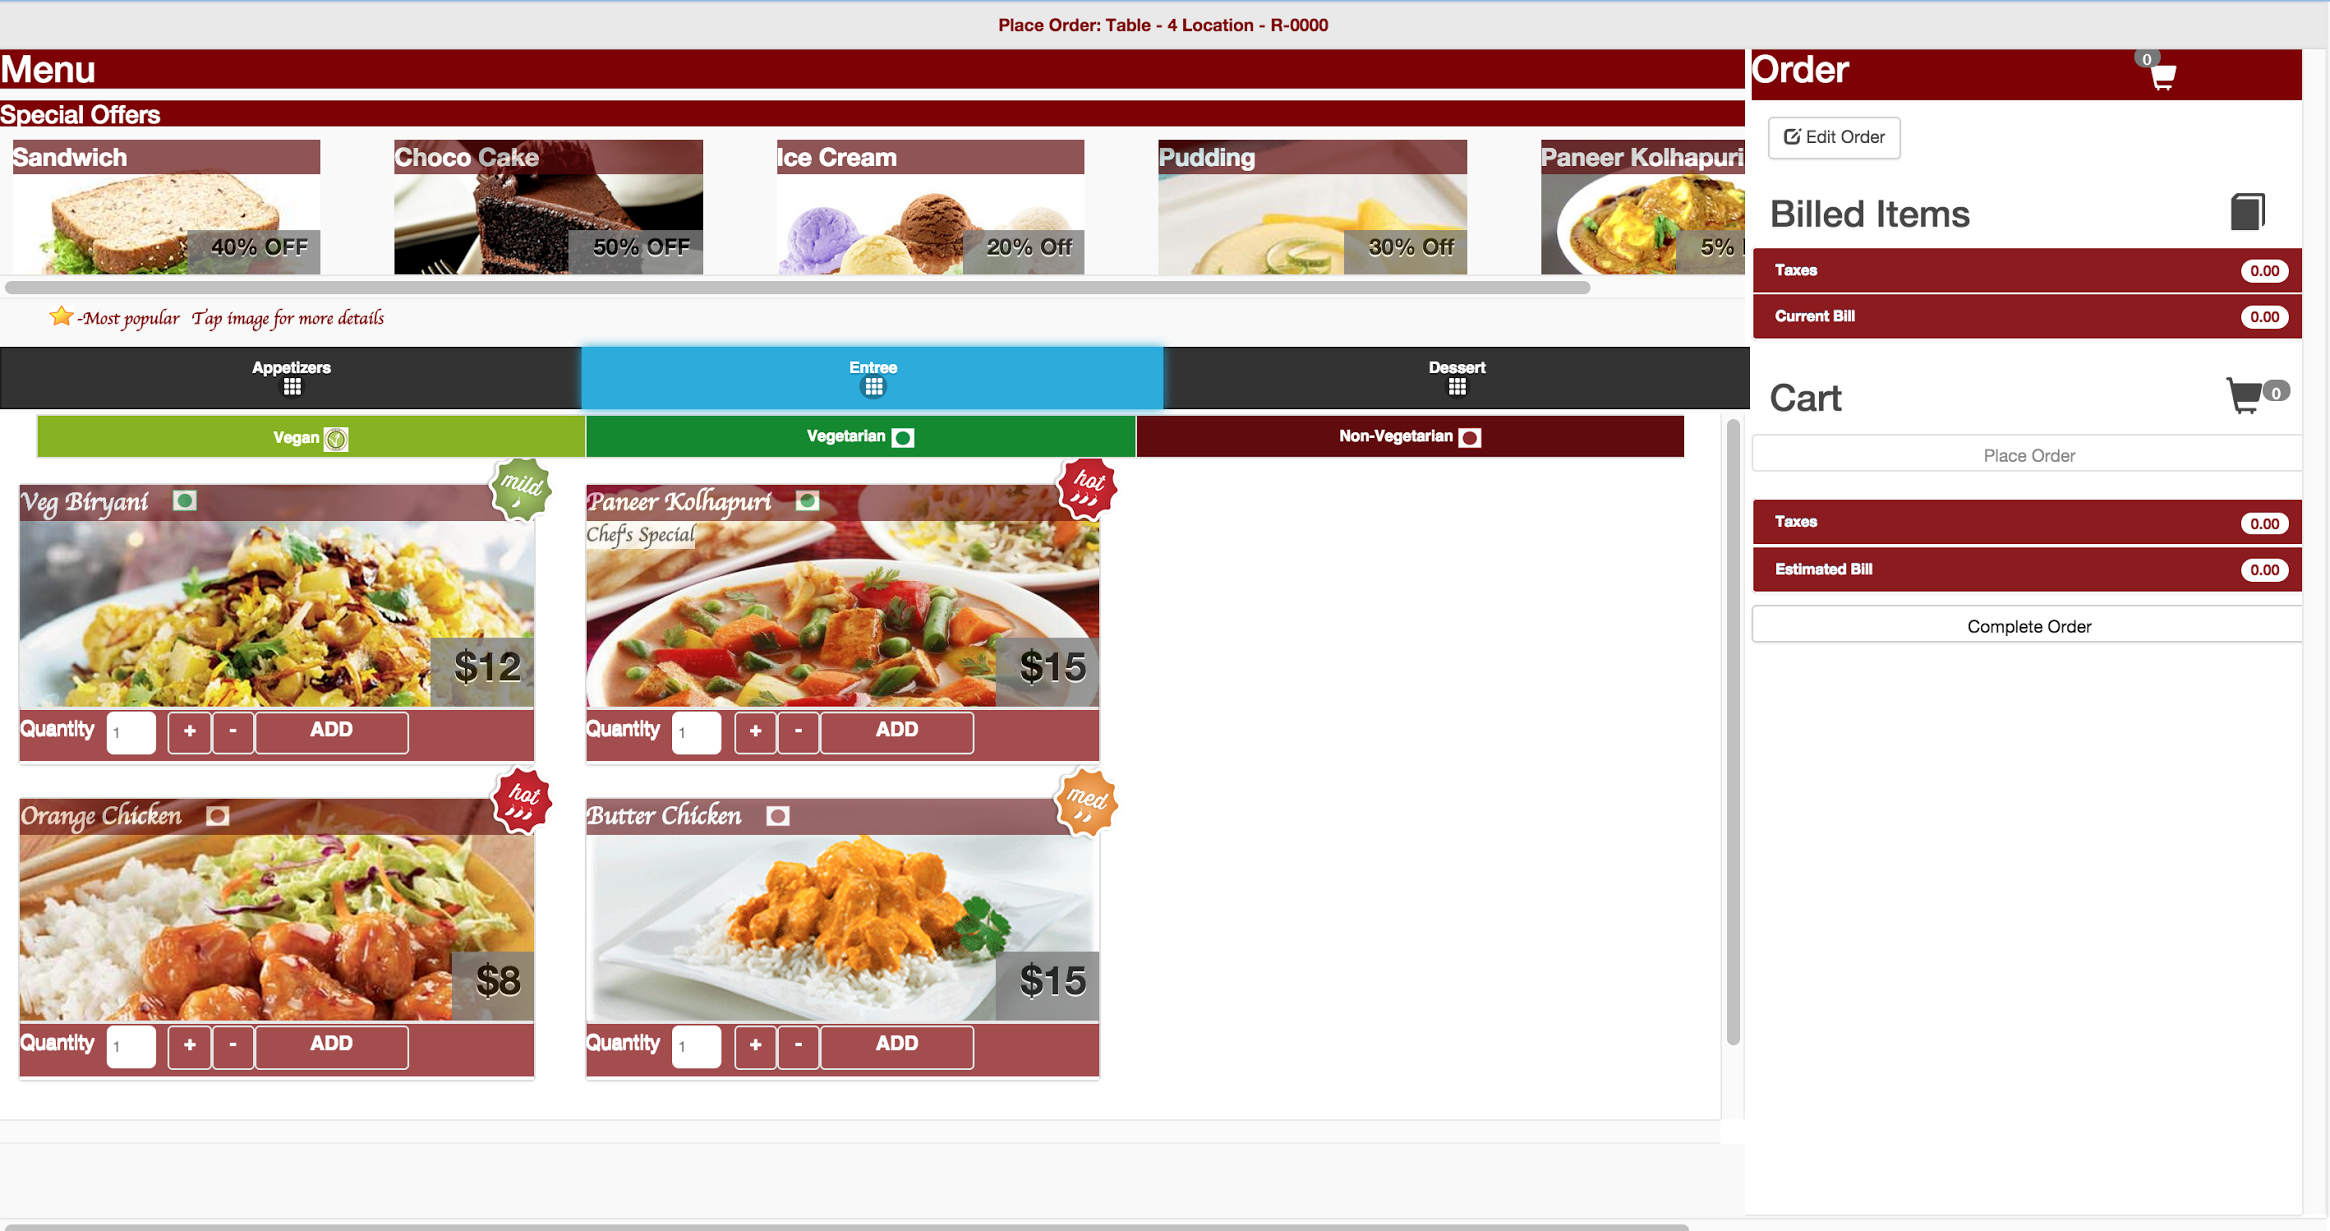 Place Order: Table - 4 Location - R-0000
Menu
Special Offers
Sandwich
40% OFF
Choco Cake
50% OFF
Ice Cream
20% Off
Pudding
30% Off
Paneer Kolhapuri
5%
-Most popular Tap image for more details
Appetizers
Entree
Dessert
Vegan
Vegetarian
Non-Vegetarian
Veg Biryani
mild
$12
Quantity 1 + - ADD
Paneer Kolhapuri
hot
Chef's Special
$15
Quantity 1 + - ADD
Orange Chicken
hot
$8
Quantity 1 + - ADD
Butter Chicken
med
$15
Quantity 1 + - ADD
Order 0
Edit Order
Billed Items
Taxes 0.00
Current Bill 0.00
Cart 0
Place Order
Taxes 0.00
Estimated Bill 0.00
Complete Order